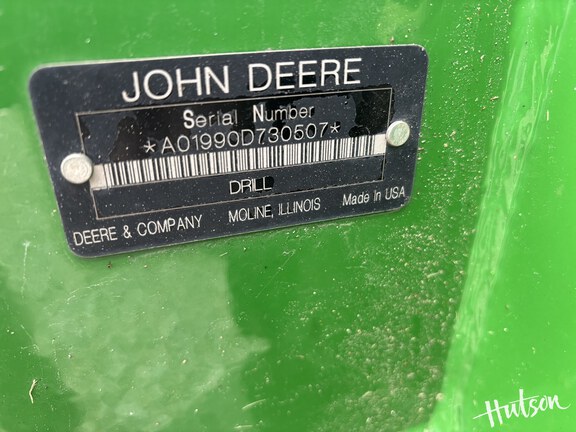 JOHN DEERE
Serial Number
*A01990D730507*
DRILL
DEERE & COMPANY MOLINE, ILLINOIS Made in USA
Hutson